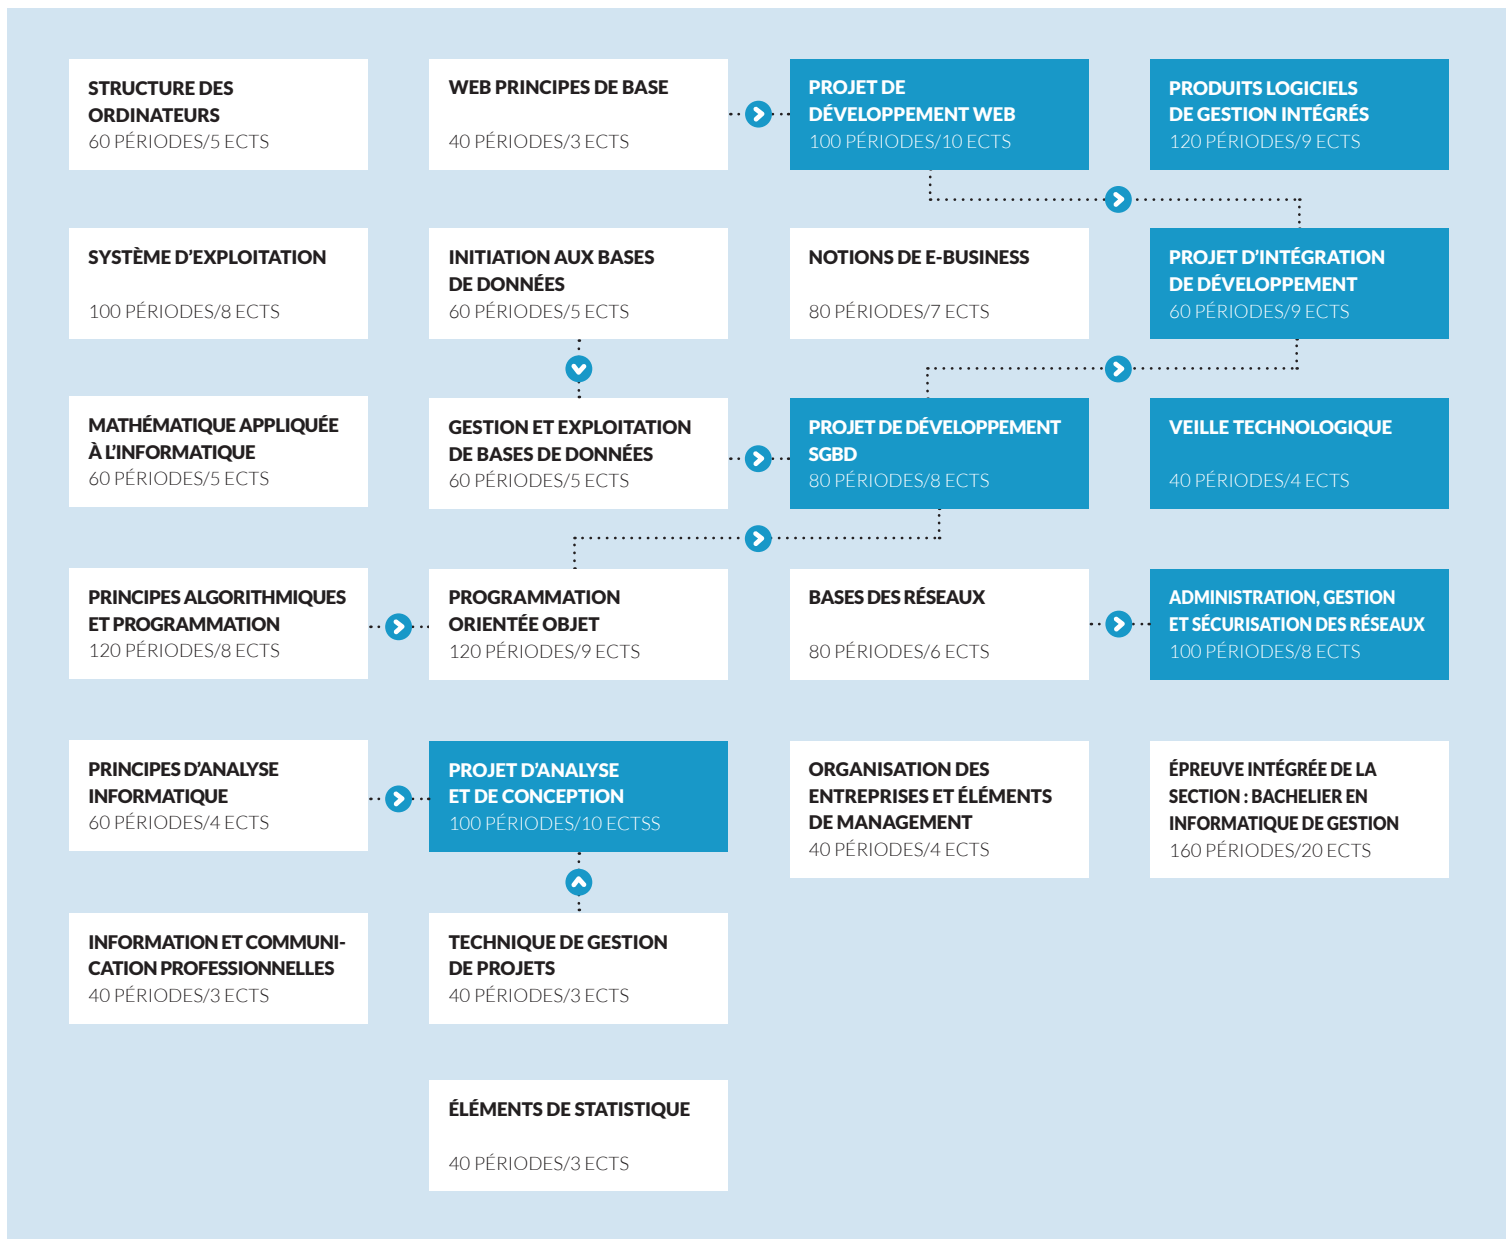 STRUCTURE DES
ORDINATEURS
60 PÉRIODES/5 ECTS
WEB PRINCIPES DE BASE
40 PÉRIODES/3 ECTS
PROJET DE
DÉVELOPPEMENT WEB
100 PÉRIODES/10 ECTS
PRODUITS LOGICIELS
DE GESTION INTÉGRÉS
120 PÉRIODES/9 ECTS
SYSTÈME D'EXPLOITATION
100 PÉRIODES/8 ECTS
INITIATION AUX BASES
DE DONNÉES
60 PÉRIODES/5 ECTS
NOTIONS DE E-BUSINESS
80 PÉRIODES/7 ECTS
PROJET D'INTÉGRATION
DE DÉVELOPPEMENT
60 PÉRIODES/9 ECTS
MATHÉMATIQUE APPLIQUÉE
À L'INFORMATIQUE
60 PÉRIODES/5 ECTS
GESTION ET EXPLOITATION
DE BASES DE DONNÉES
60 PÉRIODES/5 ECTS
PROJET DE DÉVELOPPEMENT
SGBD
80 PÉRIODES/8 ECTS
VEILLE TECHNOLOGIQUE
40 PÉRIODES/4 ECTS
PRINCIPES ALGORITHMIQUES
ET PROGRAMMATION
120 PÉRIODES/8 ECTS
PROGRAMMATION
ORIENTÉE OBJET
120 PÉRIODES/9 ECTS
BASES DES RÉSEAUX
80 PÉRIODES/6 ECTS
ADMINISTRATION, GESTION
ET SÉCURISATION DES RÉSEAUX
100 PÉRIODES/8 ECTS
PRINCIPES D'ANALYSE
INFORMATIQUE
60 PÉRIODES/4 ECTS
PROJET D'ANALYSE
ET DE CONCEPTION
100 PÉRIODES/10 ECTSS
ORGANISATION DES
ENTREPRISES ET ÉLÉMENTS
DE MANAGEMENT
40 PÉRIODES/4 ECTS
ÉPREUVE INTÉGRÉE DE LA
SECTION : BACHELIER EN
INFORMATIQUE DE GESTION
160 PÉRIODES/20 ECTS
INFORMATION ET COMMUNI-
CATION PROFESSIONNELLES
40 PÉRIODES/3 ECTS
TECHNIQUE DE GESTION
DE PROJETS
40 PÉRIODES/3 ECTS
ÉLÉMENTS DE STATISTIQUE
40 PÉRIODES/3 ECTS